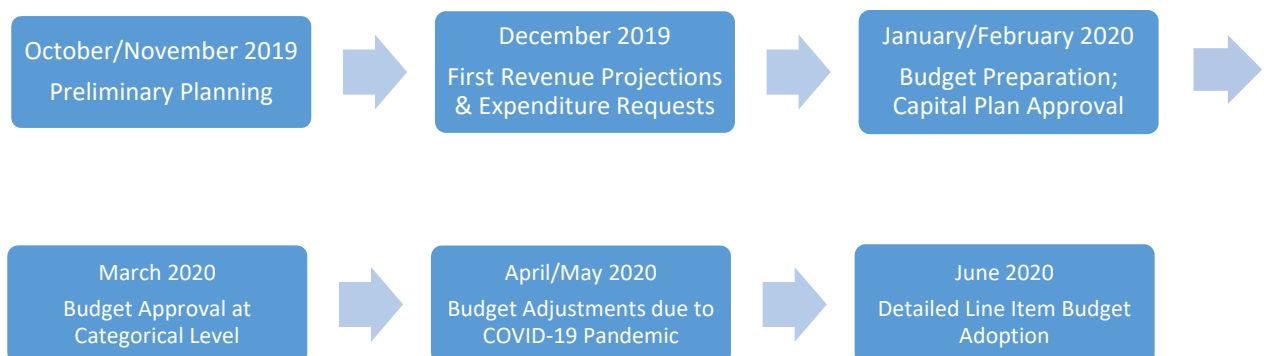 October/November 2019
Preliminary Planning
December 2019
First Revenue Projections
& Expenditure Requests
January/February 2020
Budget Preparation;
Capital Plan Approval
March 2020
Budget Approval at
Categorical Level
April/May 2020
Budget Adjustments due to
COVID-19 Pandemic
June 2020
Detailed Line Item Budget
Adoption